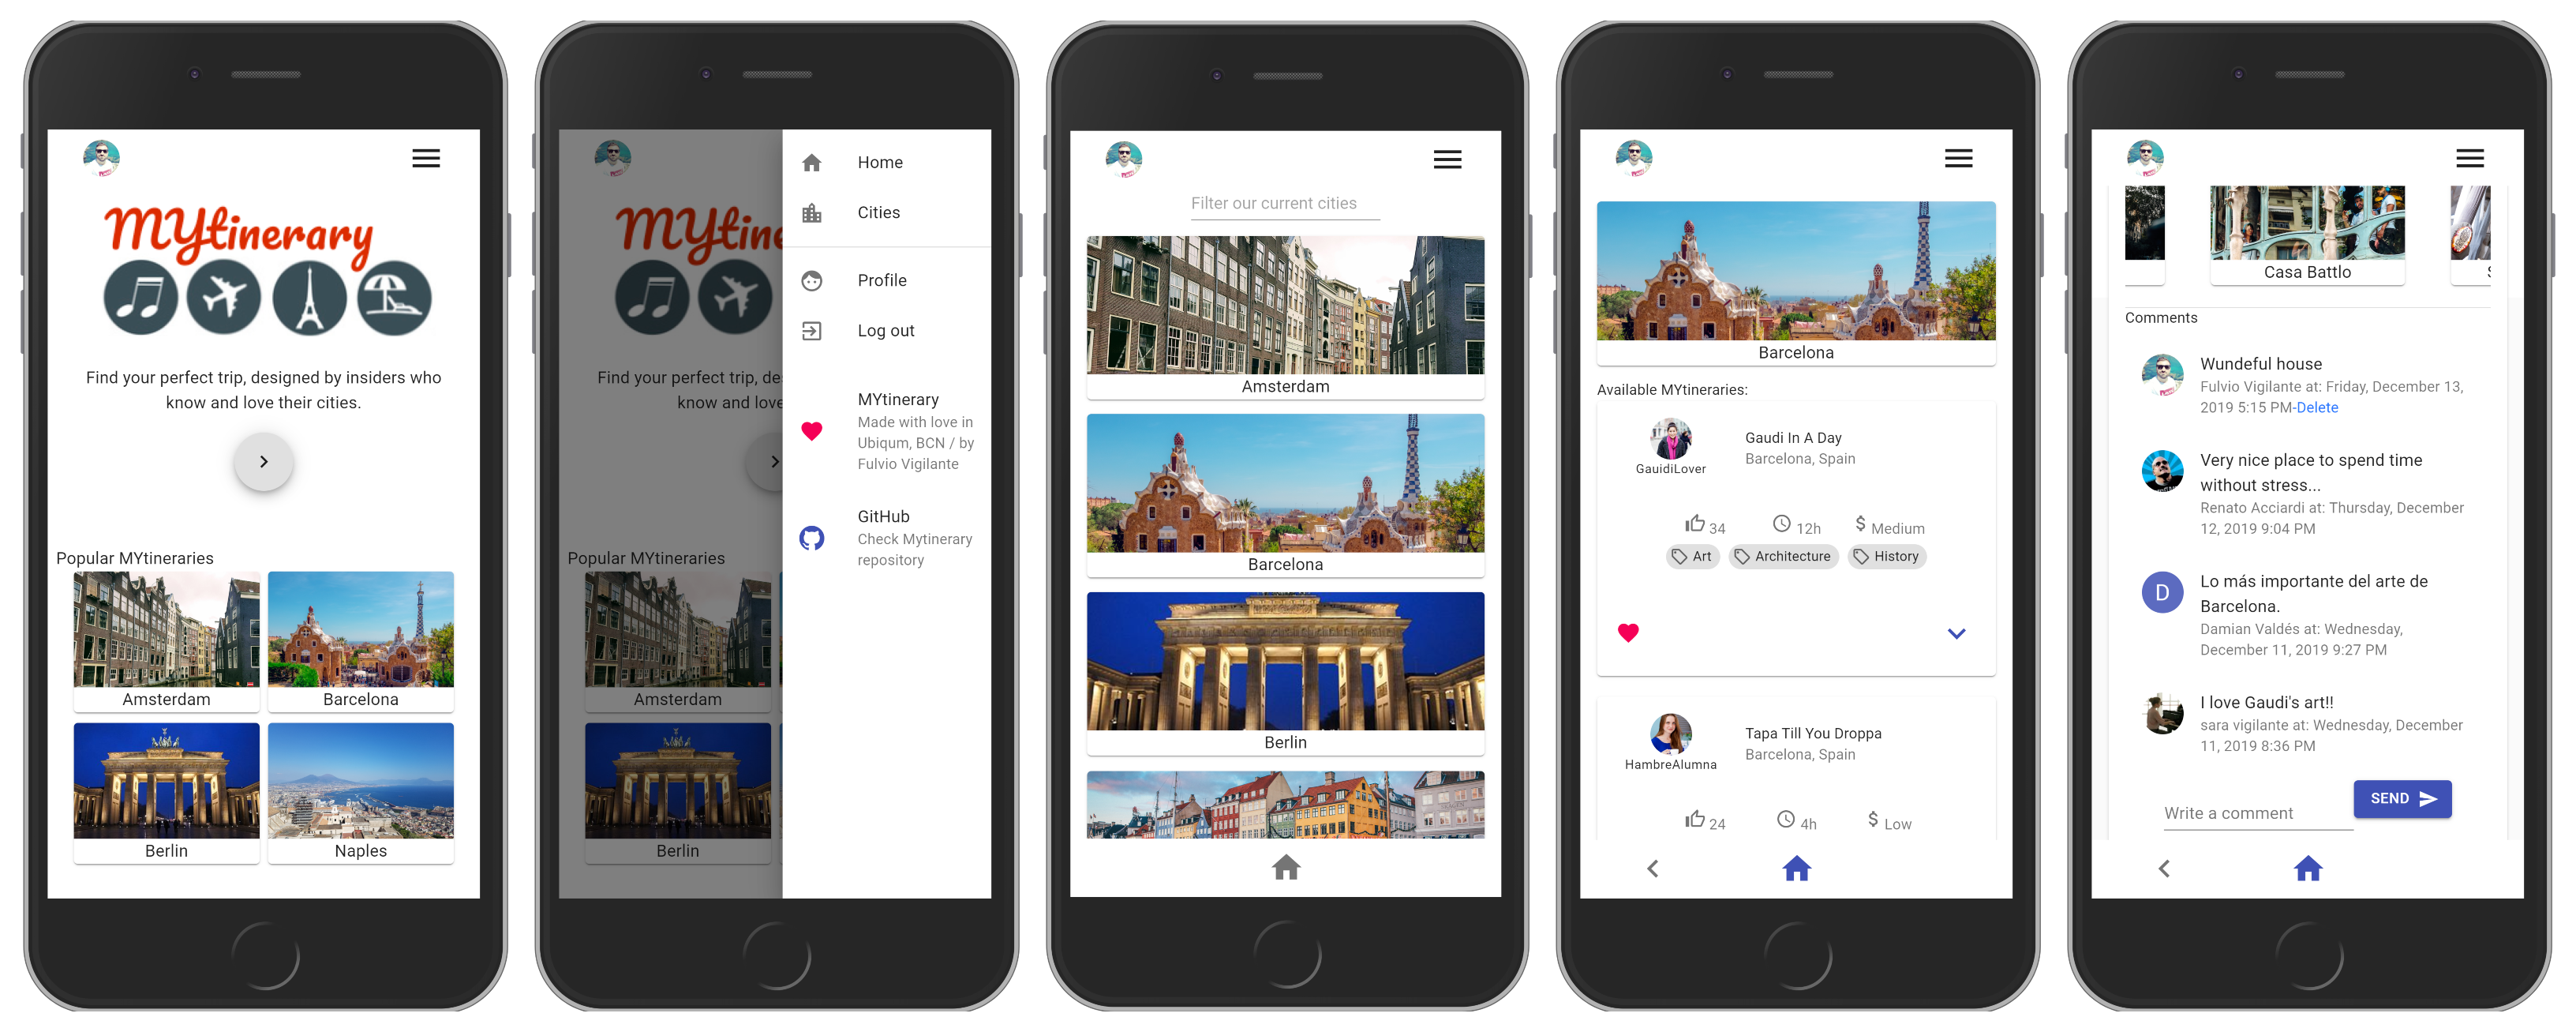 MYtinerary
Find your perfect trip, designed by insiders who
know and love their cities.
Popular MYtineraries
Amsterdam
Barcelona
Berlin
Naples
MYtine
Find your perfect trip, de
know and love
Popular MYtineraries
Amsterdam
Berlin
Home
Cities
Profile
Log out
MYtinerary
Made with love in
Ubiqum, BCN / by
Fulvio Vigilante
GitHub
Check Mytinerary
repository
Filter our current cities
Amsterdam
Barcelona
Berlin
Barcelona
Available MYtineraries:
GauidiLover
Gaudi In A Day
Barcelona, Spain
34 12h $ Medium
Art Architecture History
HambreAlumna
Tapa Till You Droppa
Barcelona, Spain
24 4h $ Low
Casa Battlo
Comments
Wundeful house
Fulvio Vigilante at: Friday, December 13,
2019 5:15 PM-Delete
Very nice place to spend time
without stress...
Renato Acciardi at: Thursday, December
12, 2019 9:04 PM
D
Lo más importante del arte de
Barcelona.
Damian Valdés at: Wednesday,
December 11, 2019 9:27 PM
I love Gaudi's art!!
sara vigilante at: Wednesday, December
11, 2019 8:36 PM
Write a comment
SEND